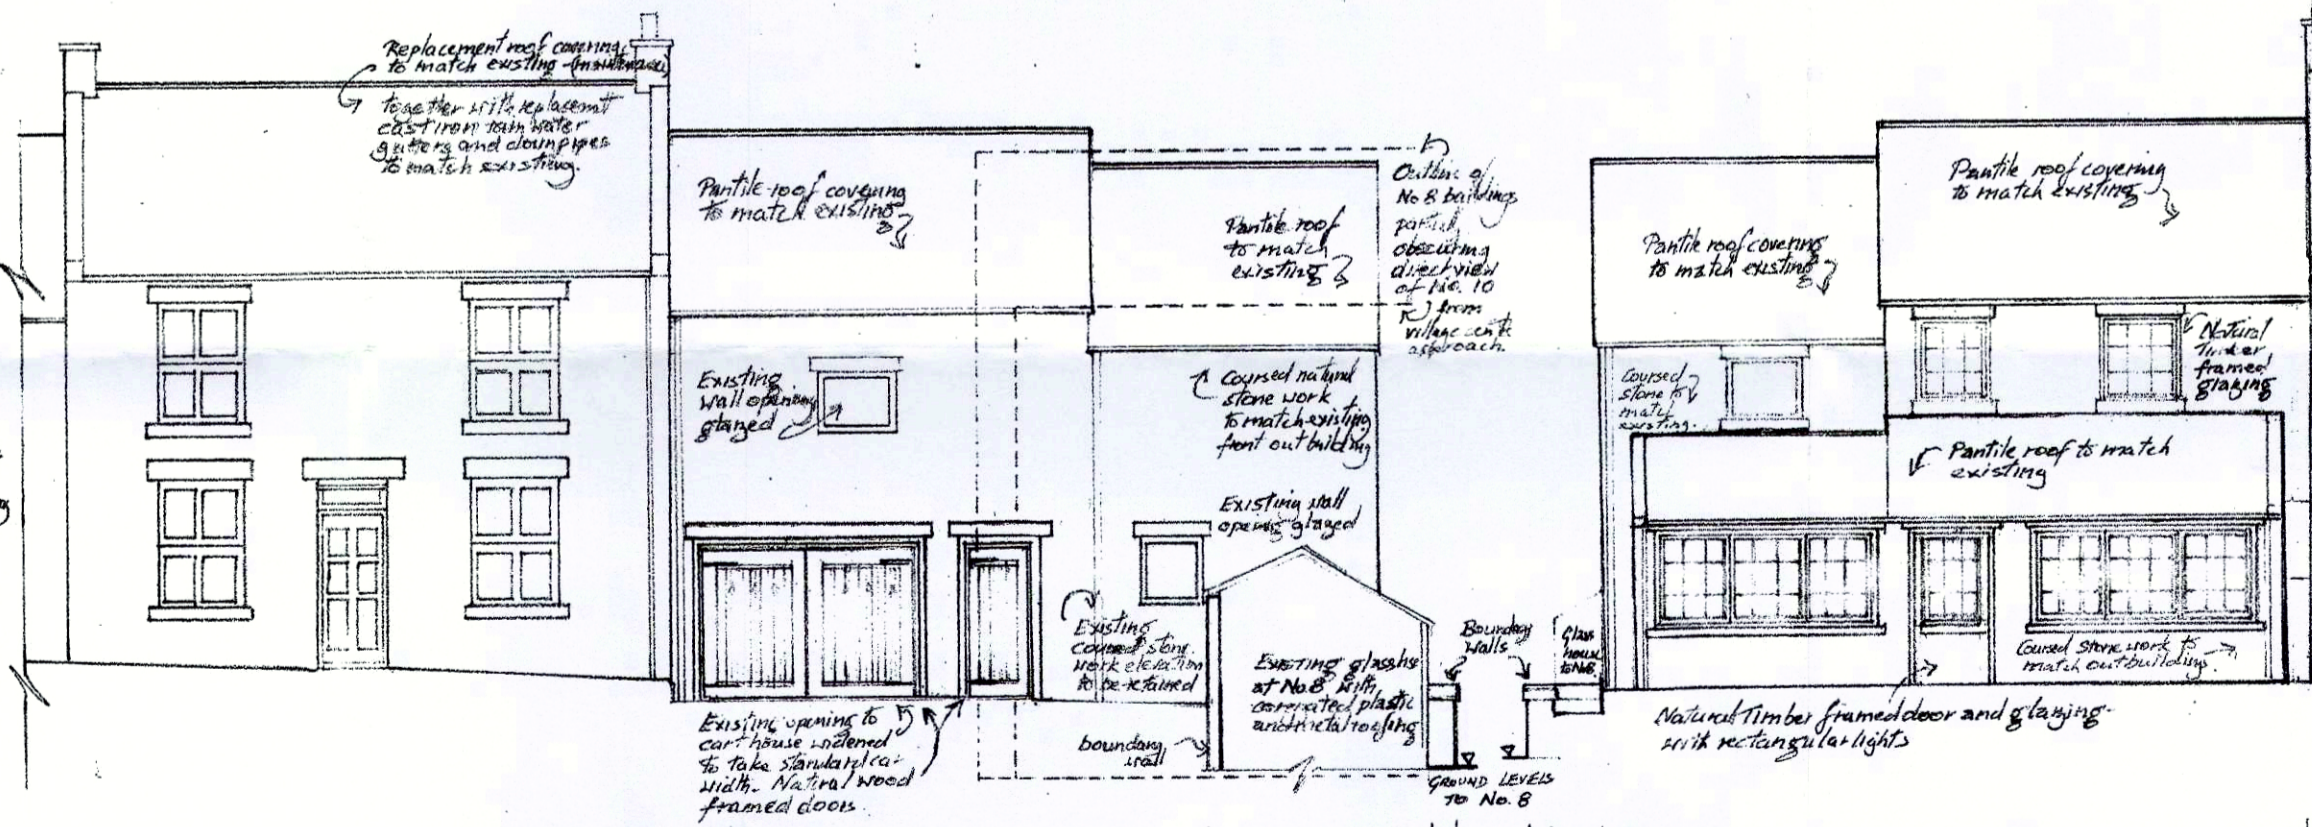 Replacement roof covering
to match existing
together with replacemt
cast iron rain water
gutters and downpipes
to match existing.
Pantile roof covering
to match existing
Pantile roof
to match
existing
Outline of
No 8 buildings
partially
obscuring
direct view
of No. 10
from
village centre
approach
Existing
wall opening
glazed
Coursed natural
stone work
to match existing
front outbuilding
Existing wall
opening glazed
Existing
coursed stone
work elevation
to be retained
Existing opening to
cart house widened
to take standard car
width. Natural wood
framed doors.
boundary
wall
Existing glasshse
at No. 8 with
corrugated plastic
and metal roofing
Boundary
walls
Glass
house
to No 8
GROUND LEVELS
TO No. 8
Pantile roof covering
to match existing
Pantile roof covering
to match existing
Coursed
stone to
match
existing.
Natural
Timber
framed
glazing
Pantile roof to match
existing
Coursed stone work to
match outbuilding.
Natural Timber framed door and glazing
with rectangular lights